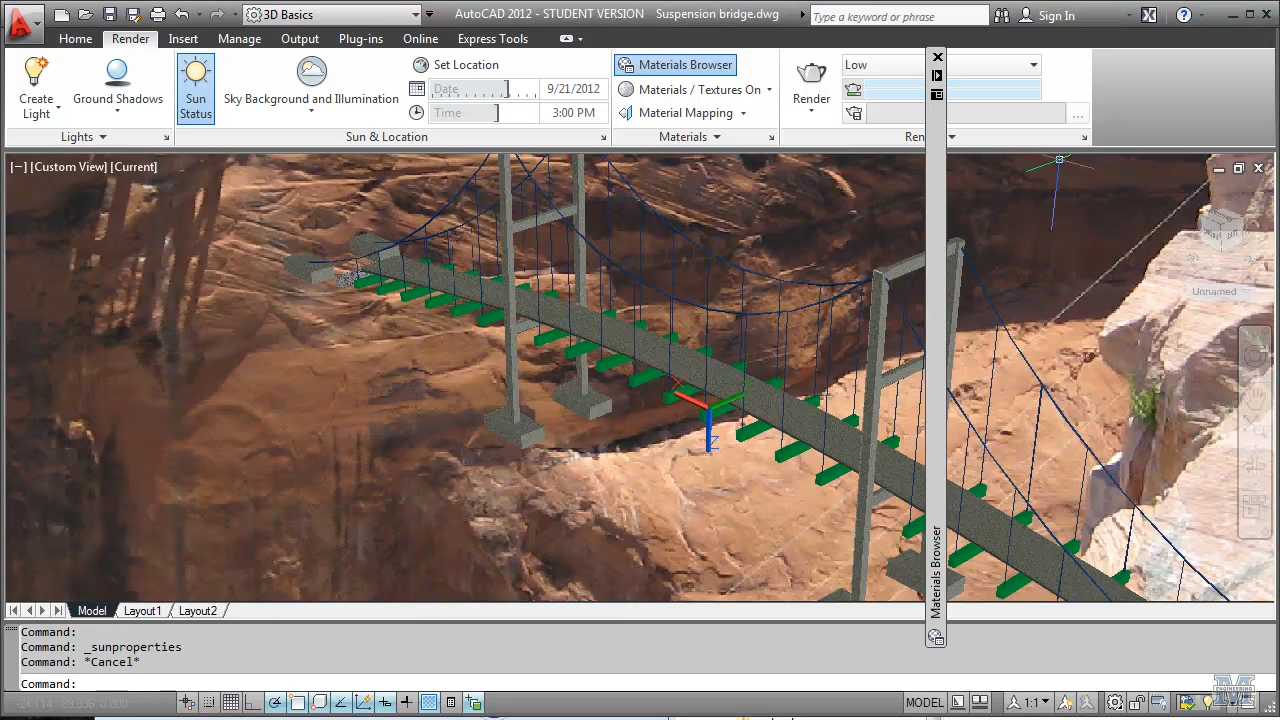 3D Basics AutoCAD 2012 - STUDENT VERSION Suspension bridge.dwg Type a keyword or phrase Sign In
Home Render Insert Manage Output Plug-ins Online Express Tools
Create Light
Ground Shadows
Lights
Sun Status
Sky Background and Illumination
Set Location
Date 9/21/2012
Time 3:00 PM
Sun & Location
Materials Browser
Materials / Textures On
Material Mapping
Materials
Render
Low
...
Ren
[−] [Custom View] [Current]
Unnamed
X
Z
Materials Browser
Model Layout1 Layout2
Command:
Command: _sunproperties
Command: *Cancel*
Command:
MODEL 1:1
ENGINEERING